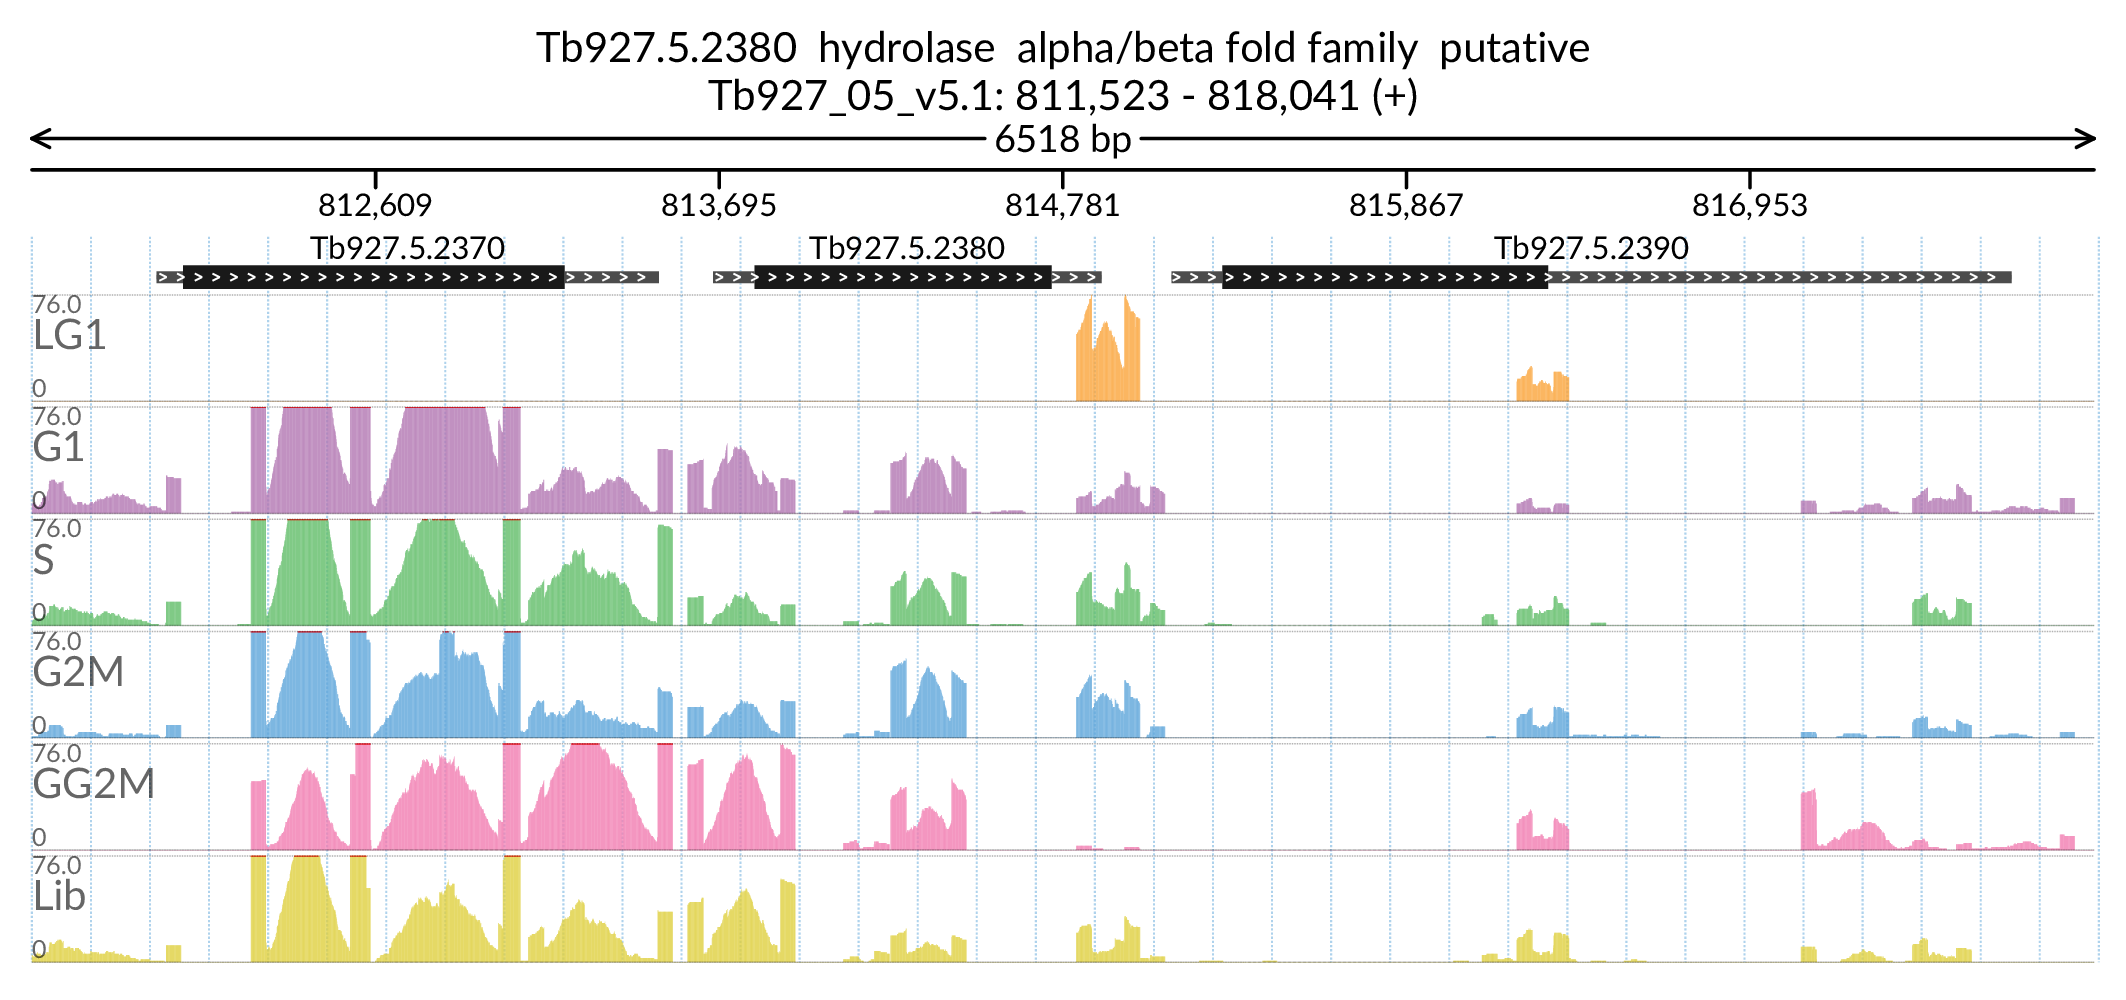 Tb927.5.2380 hydrolase alpha/beta fold family putative
Tb927_05_v5.1: 811,523 - 818,041 (+)
6518 bp
812,609 813,695 814,781 815,867 816,953
Tb927.5.2370 Tb927.5.2380 Tb927.5.2390
76.0
LG1
0
76.0
G1
0
76.0
S
0
76.0
G2M
0
76.0
GG2M
0
76.0
Lib
0